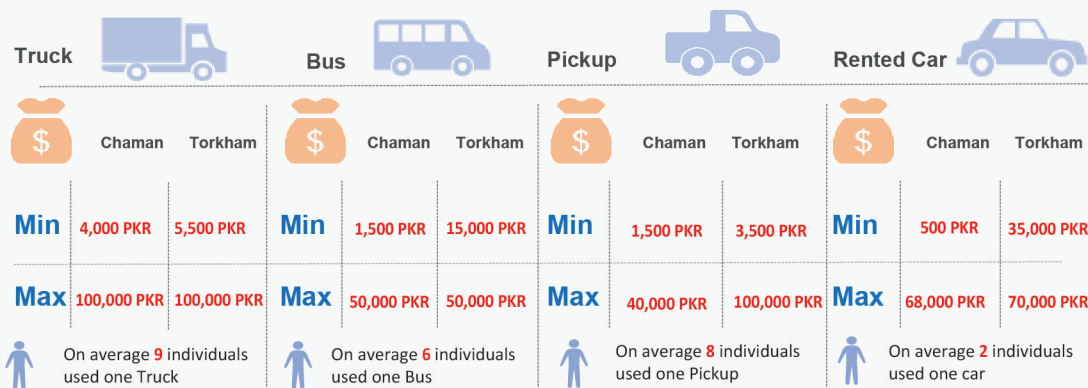 Truck
Bus
Pickup
Rented Car
$ Chaman Torkham
$ Chaman Torkham
$ Chaman Torkham
$ Chaman Torkham
Min 4,000 PKR 5,500 PKR
Min 1,500 PKR 15,000 PKR
Min 1,500 PKR 3,500 PKR
Min 500 PKR 35,000 PKR
Max 100,000 PKR 100,000 PKR
Max 50,000 PKR 50,000 PKR
Max 40,000 PKR 100,000 PKR
Max 68,000 PKR 70,000 PKR
On average 9 individuals
used one Truck
On average 6 individuals
used one Bus
On average 8 individuals
used one Pickup
On average 2 individuals
used one car